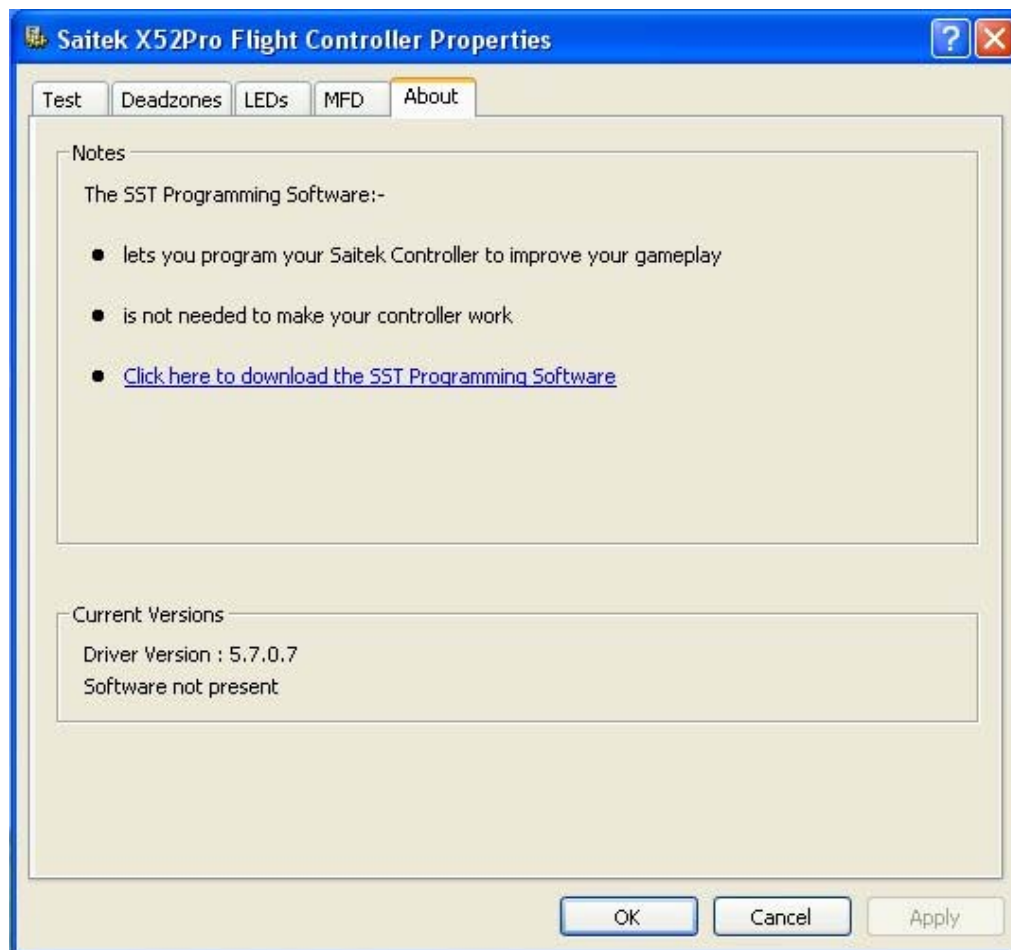 Saitek X52Pro Flight Controller Properties
Test Deadzones LEDs MFD About
Notes
The SST Programming Software:-
lets you program your Saitek Controller to improve your gameplay
is not needed to make your controller work
Click here to download the SST Programming Software
Current Versions
Driver Version : 5.7.0.7
Software not present
OK Cancel Apply